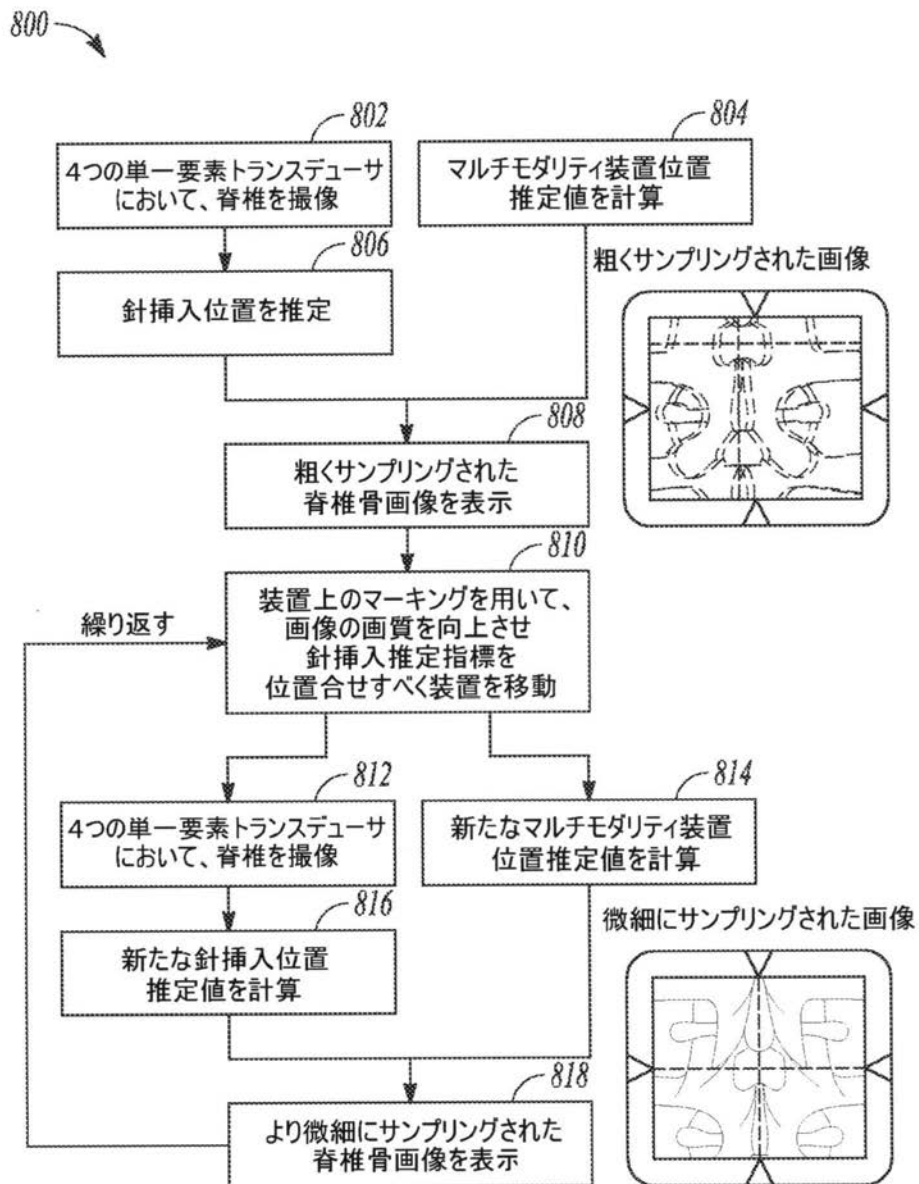 800
802
4つの単一要素トランスデューサ
において、脊椎を撮像
804
マルチモダリティ装置位置
推定値を計算
806
針挿入位置を推定
粗くサンプリングされた画像
808
粗くサンプリングされた
脊椎骨画像を表示
810
装置上のマーキングを用いて、
画像の画質を向上させ
針挿入推定指標を
位置合せすべく装置を移動
繰り返す
812
4つの単一要素トランスデューサ
において、脊椎を撮像
814
新たなマルチモダリティ装置
位置推定値を計算
816
新たな針挿入位置
推定値を計算
微細にサンプリングされた画像
818
より微細にサンプリングされた
脊椎骨画像を表示